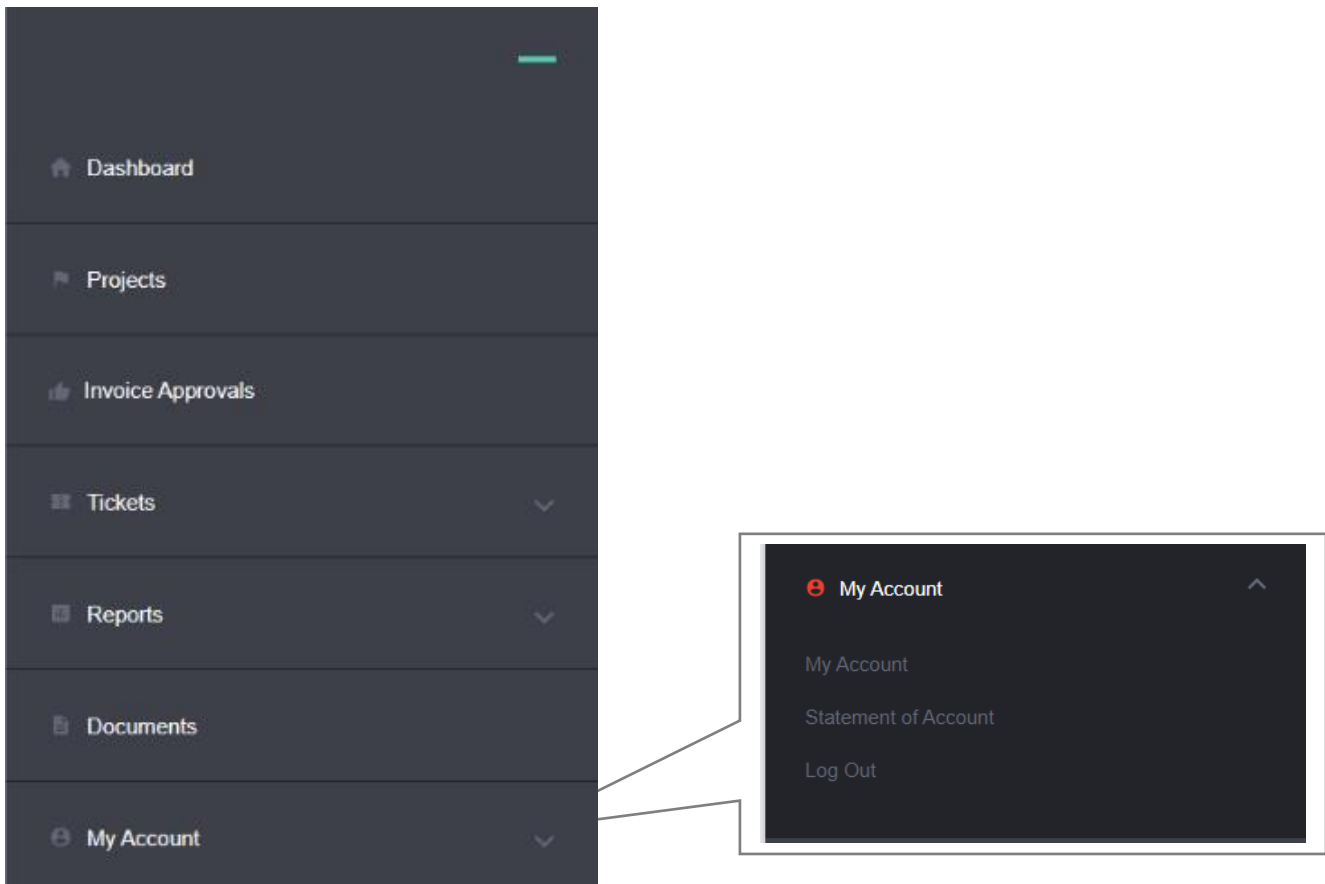 Dashboard
Projects
Invoice Approvals
Tickets
Reports
Documents
My Account
My Account
My Account
Statement of Account
Log Out